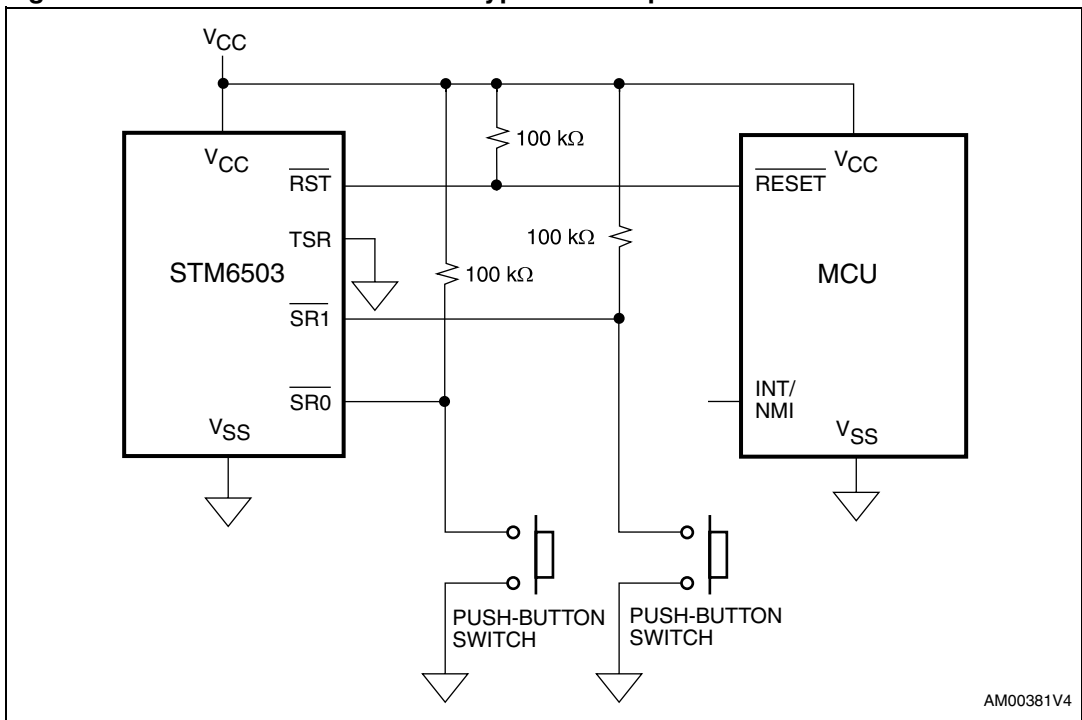 VCC
VCC
RST
TSR
STM6503
SR1
SR0
VSS
100 kΩ
100 kΩ
100 kΩ
VCC
RESET
MCU
INT/
NMI
VSS
PUSH-BUTTON
SWITCH
PUSH-BUTTON
SWITCH
AM00381V4